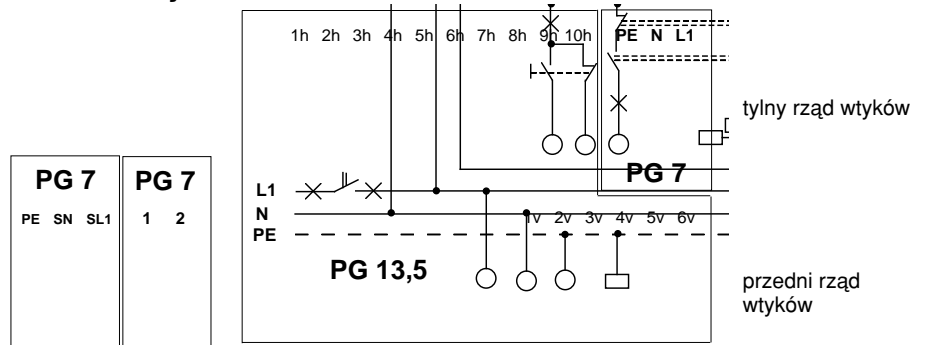 1h 2h 3h 4h 5h 6h 7h 8h 9h 10h
PE N L1
tylny rząd wtyków
PG 7
PE SN SL1
PG 7
1 2
PG 7
L1
N
1v 2v 3v 4v 5v 6v
PE
PG 13,5
przedni rząd
wtyków